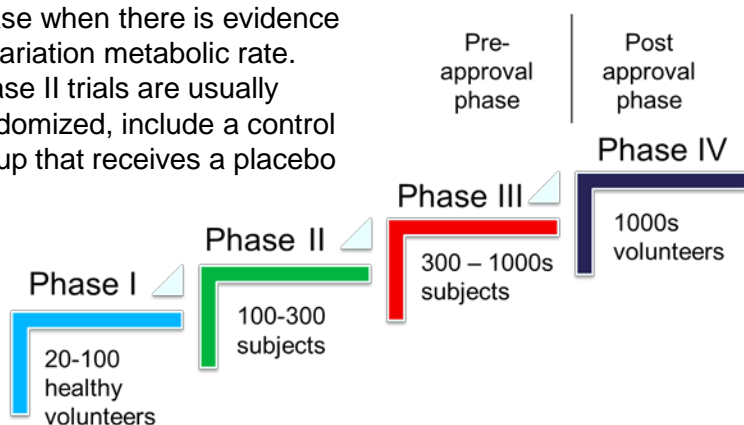 ase when there is evidence
ariation metabolic rate.
ase II trials are usually
domized, include a control
up that receives a placebo
Pre-
approval
phase
Post
approval
phase
Phase IV
1000s
volunteers
Phase III
300 – 1000s
subjects
Phase II
100-300
subjects
Phase I
20-100
healthy
volunteers